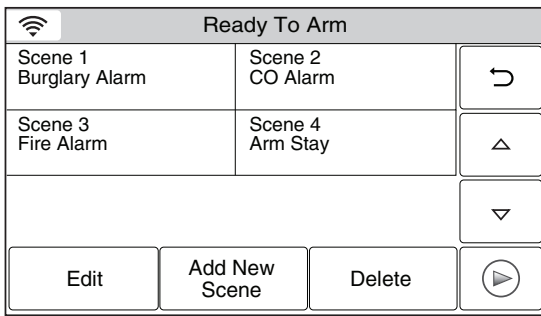 Ready To Arm
Scene 1
Burglary Alarm
Scene 2
CO Alarm
Scene 3
Fire Alarm
Scene 4
Arm Stay
Edit
Add New
Scene
Delete